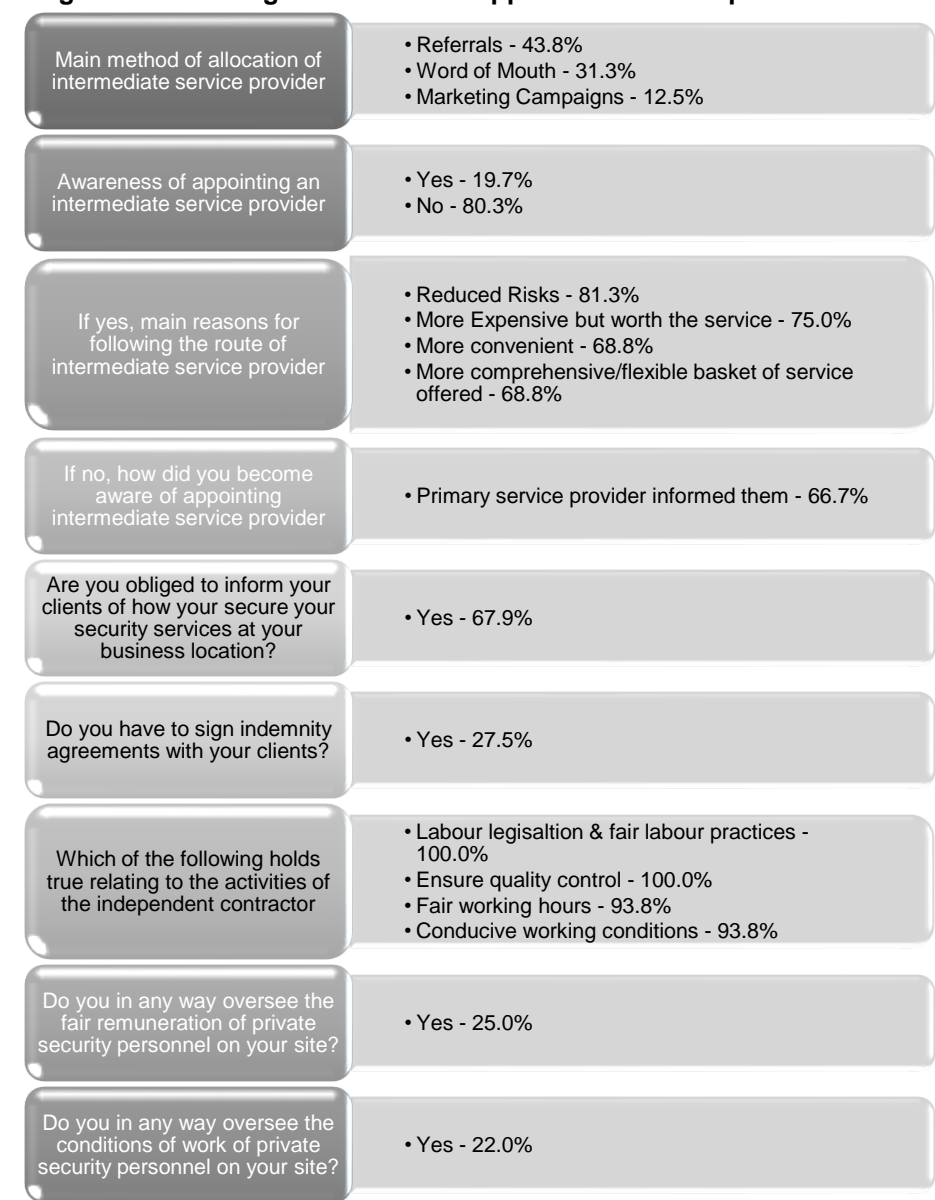 Main method of allocation of
intermediate service provider
• Referrals - 43.8%
• Word of Mouth - 31.3%
• Marketing Campaigns - 12.5%
Awareness of appointing an
intermediate service provider
• Yes - 19.7%
• No - 80.3%
If yes, main reasons for
following the route of
intermediate service provider
• Reduced Risks - 81.3%
• More Expensive but worth the service - 75.0%
• More convenient - 68.8%
• More comprehensive/flexible basket of service
offered - 68.8%
If no, how did you become
aware of appointing
intermediate service provider
• Primary service provider informed them - 66.7%
Are you obliged to inform your
clients of how your secure your
security services at your
business location?
• Yes - 67.9%
Do you have to sign indemnity
agreements with your clients?
• Yes - 27.5%
Which of the following holds
true relating to the activities of
the independent contractor
• Labour legisaltion & fair labour practices -
100.0%
• Ensure quality control - 100.0%
• Fair working hours - 93.8%
• Conducive working conditions - 93.8%
Do you in any way oversee the
fair remuneration of private
security personnel on your site?
• Yes - 25.0%
Do you in any way oversee the
conditions of work of private
security personnel on your site?
• Yes - 22.0%